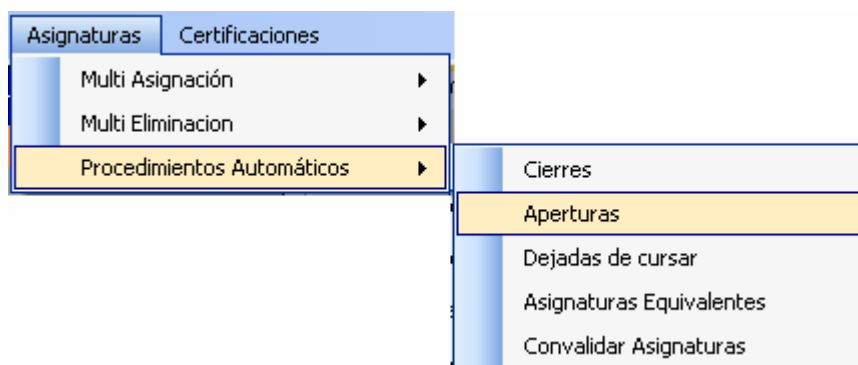 Asignaturas Certificaciones
Multi Asignación
Multi Eliminacion
Procedimientos Automáticos
Cierres
Aperturas
Dejadas de cursar
Asignaturas Equivalentes
Convalidar Asignaturas